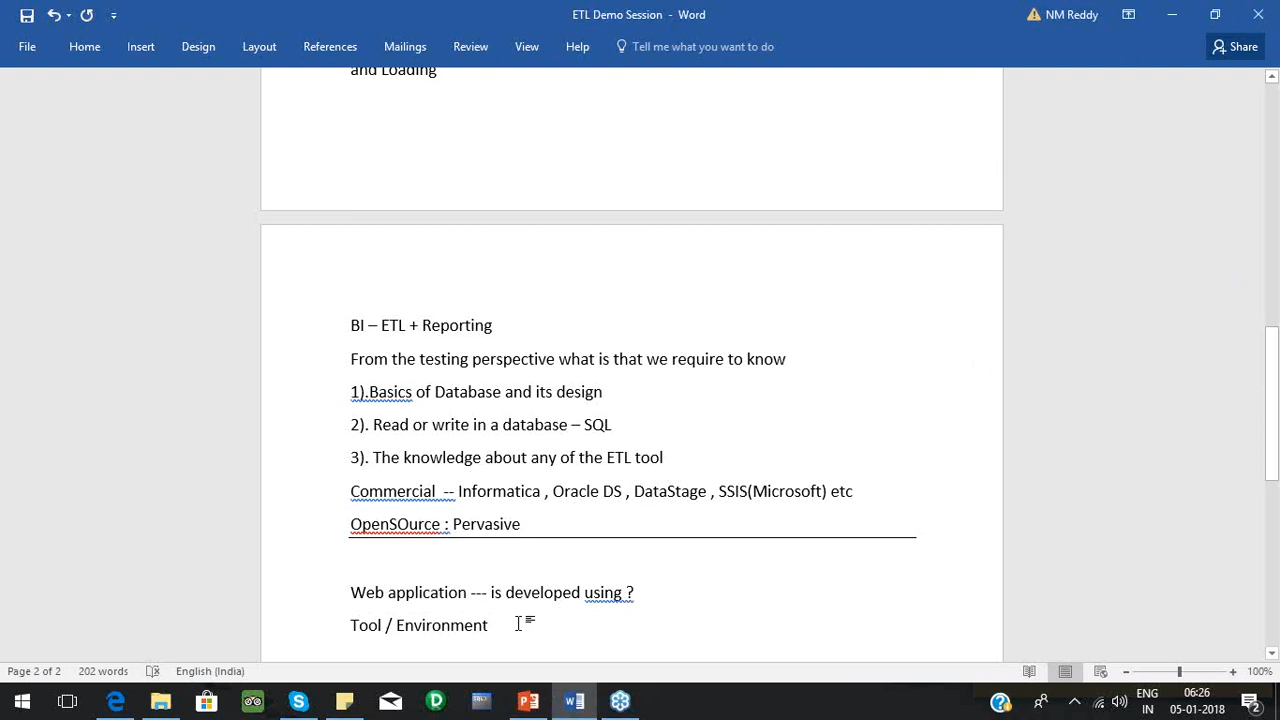 ETL Demo Session - Word
NM Reddy
File Home Insert Design Layout References Mailings Review View Help Tell me what you want to do Share
and Loading
BI – ETL + Reporting
From the testing perspective what is that we require to know
1).Basics of Database and its design
2). Read or write in a database – SQL
3). The knowledge about any of the ETL tool
Commercial -- Informatica , Oracle DS , DataStage , SSIS(Microsoft) etc
OpenSOurce : Pervasive
Web application --- is developed using ?
Tool / Environment
Page 2 of 2 202 words English (India) 100%
ENG 06:26
IN 05-01-2018 2